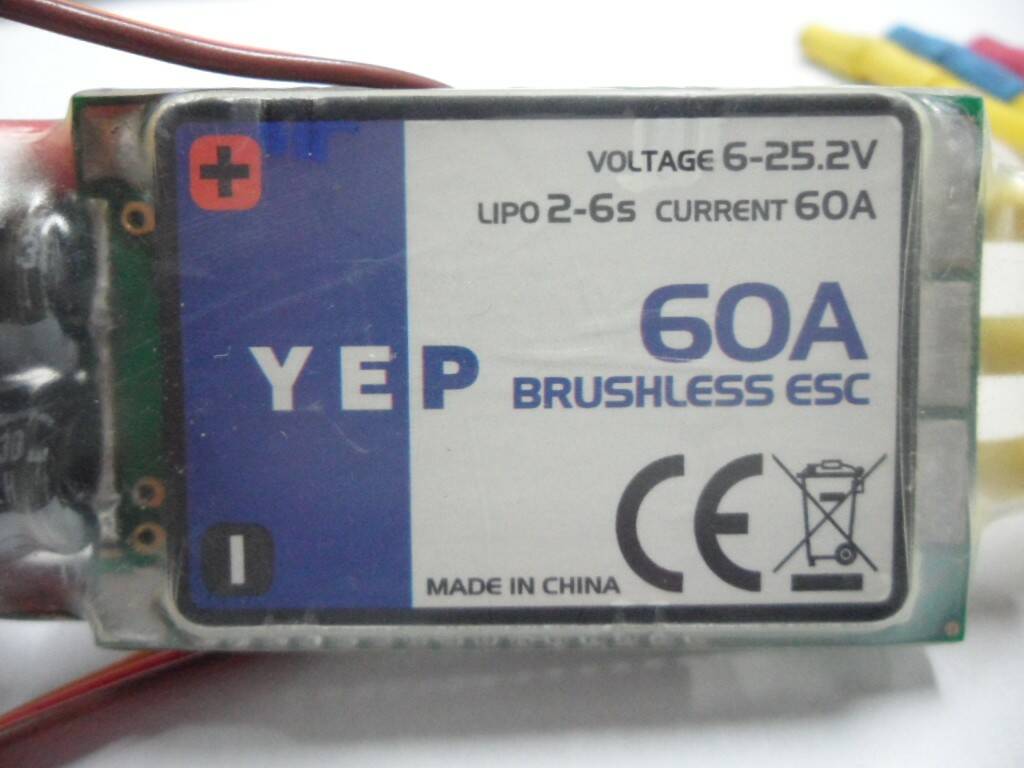 VOLTAGE 6-25.2V
LIPO 2-6S CURRENT 60A
60A
YEP BRUSHLESS ESC
CE
MADE IN CHINA